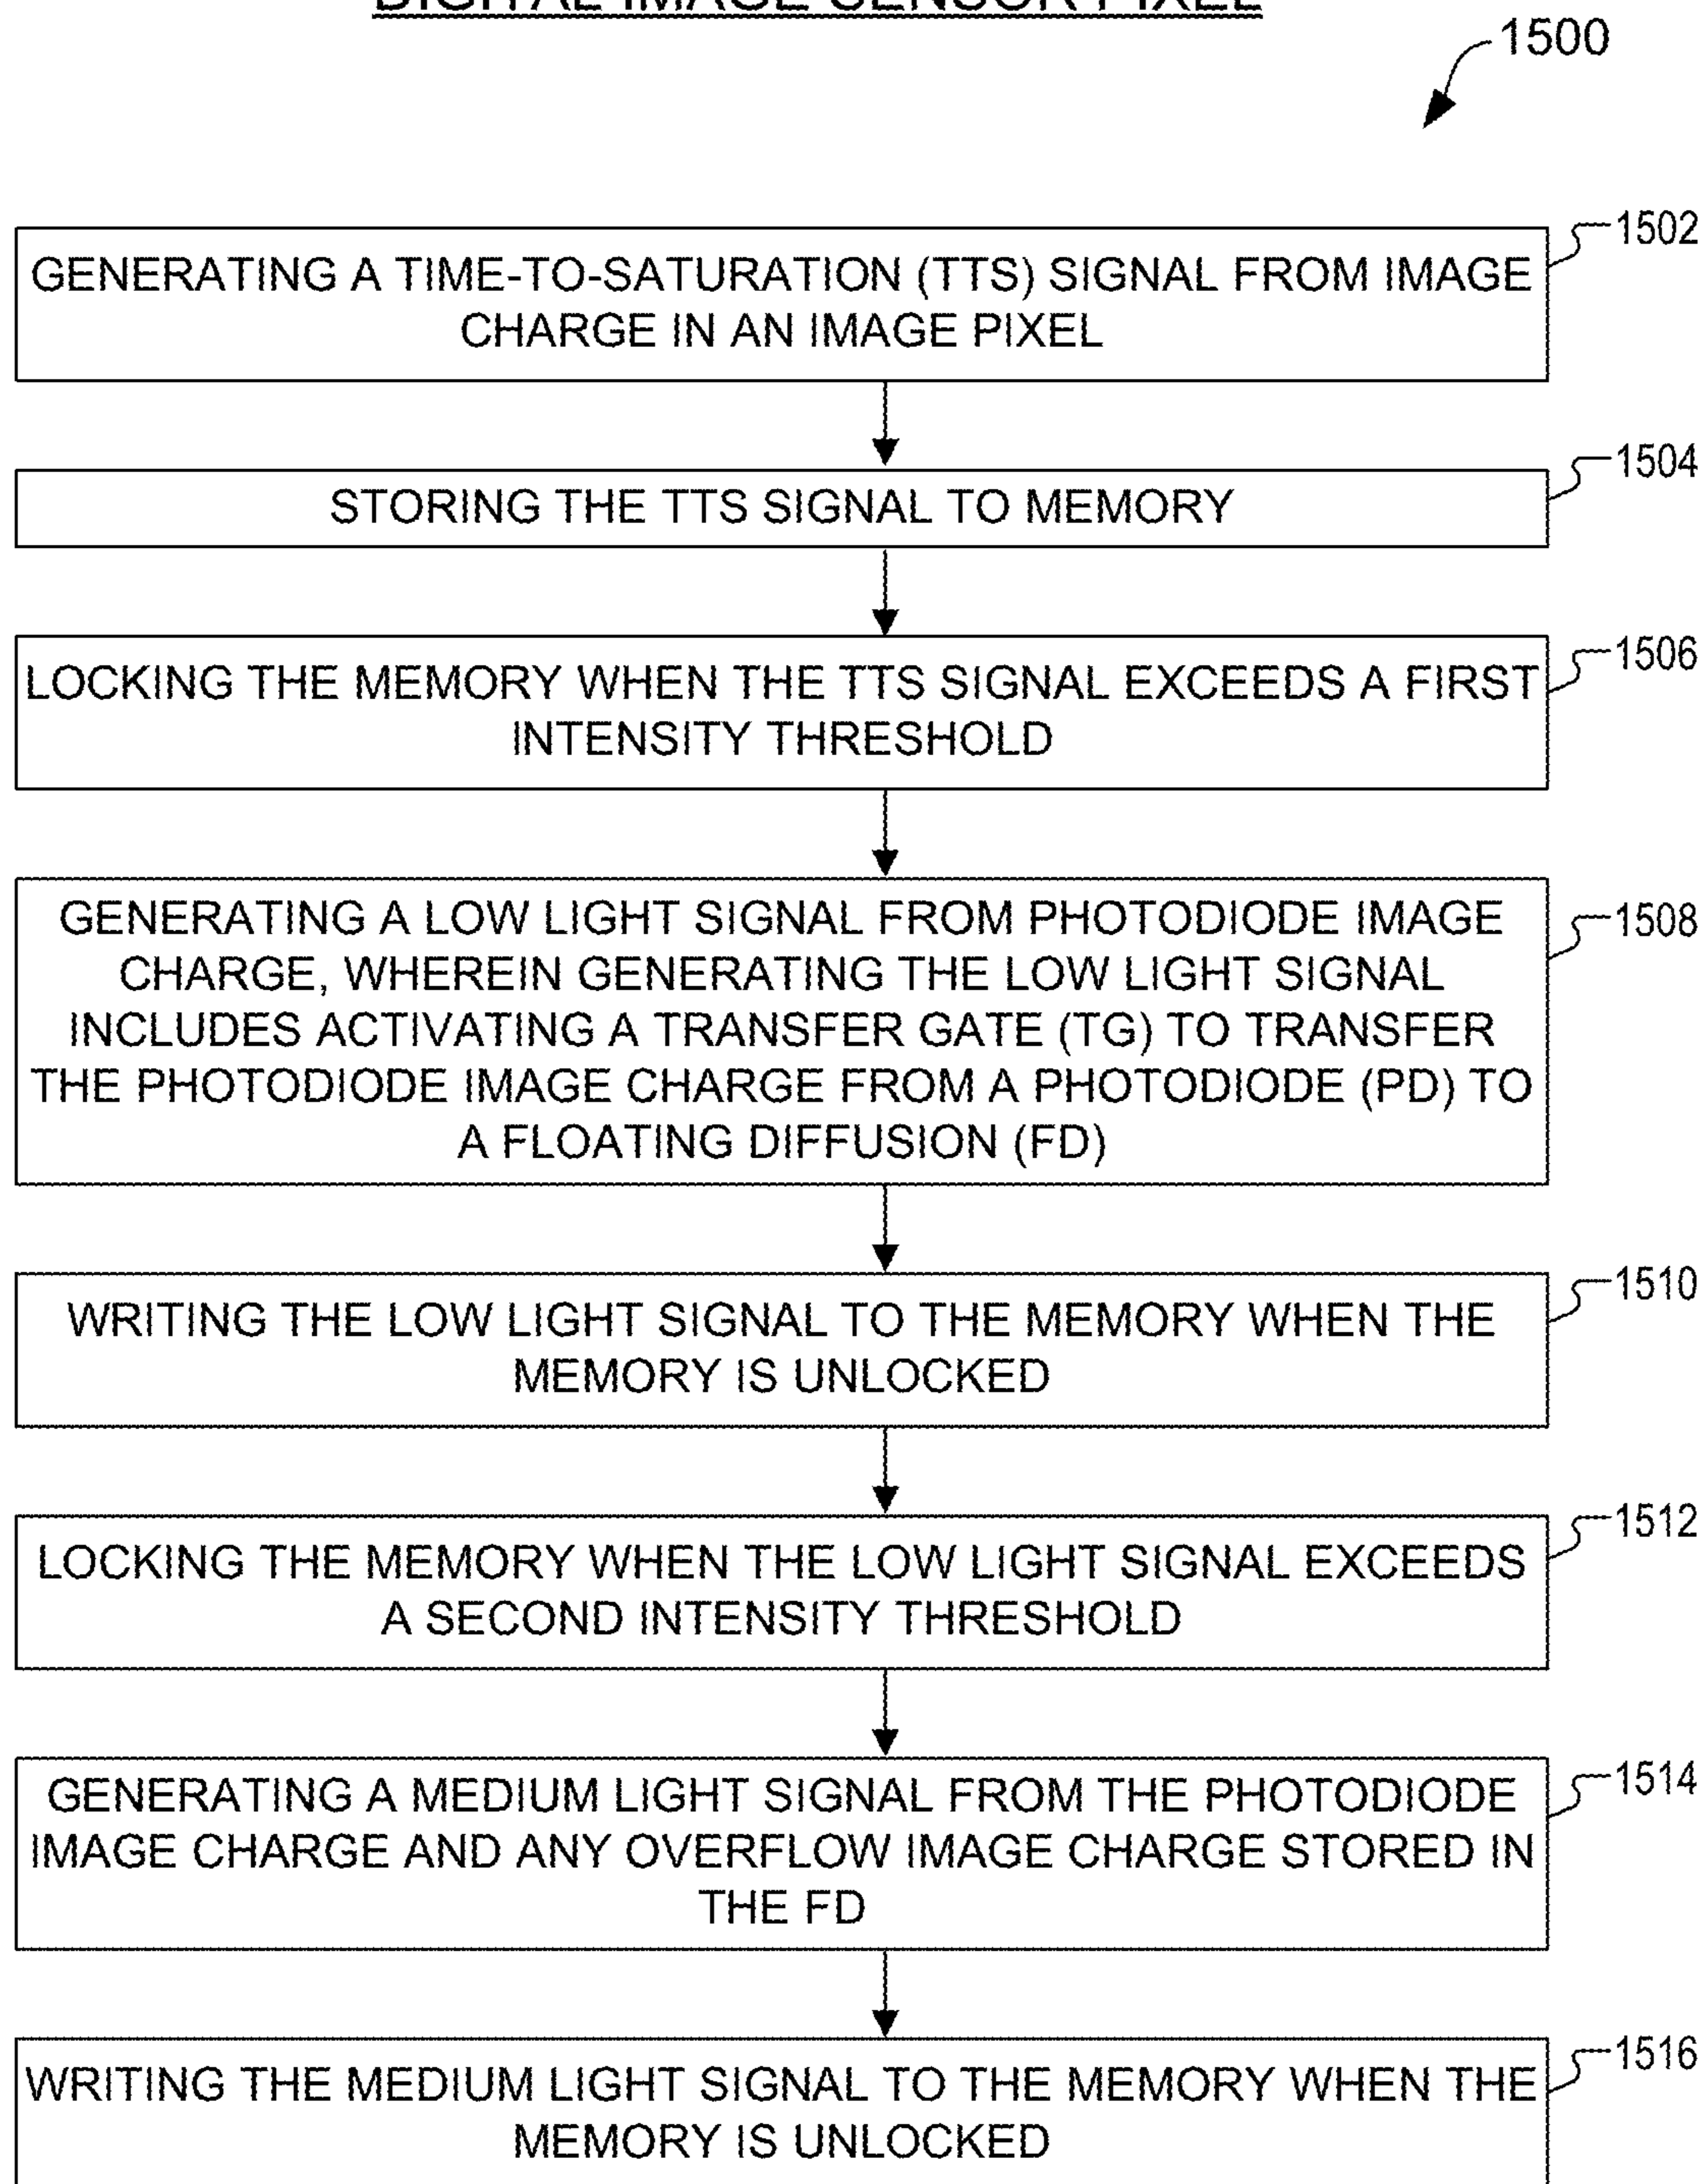 DIGITAL IMAGE SENSOR PIXEL
1500
1502
GENERATING A TIME-TO-SATURATION (TTS) SIGNAL FROM IMAGE
CHARGE IN AN IMAGE PIXEL
1504
STORING THE TTS SIGNAL TO MEMORY
1506
LOCKING THE MEMORY WHEN THE TTS SIGNAL EXCEEDS A FIRST
INTENSITY THRESHOLD
1508
GENERATING A LOW LIGHT SIGNAL FROM PHOTODIODE IMAGE
CHARGE, WHEREIN GENERATING THE LOW LIGHT SIGNAL
INCLUDES ACTIVATING A TRANSFER GATE (TG) TO TRANSFER
THE PHOTODIODE IMAGE CHARGE FROM A PHOTODIODE (PD) TO
A FLOATING DIFFUSION (FD)
1510
WRITING THE LOW LIGHT SIGNAL TO THE MEMORY WHEN THE
MEMORY IS UNLOCKED
1512
LOCKING THE MEMORY WHEN THE LOW LIGHT SIGNAL EXCEEDS
A SECOND INTENSITY THRESHOLD
1514
GENERATING A MEDIUM LIGHT SIGNAL FROM THE PHOTODIODE
IMAGE CHARGE AND ANY OVERFLOW IMAGE CHARGE STORED IN
THE FD
1516
WRITING THE MEDIUM LIGHT SIGNAL TO THE MEMORY WHEN THE
MEMORY IS UNLOCKED